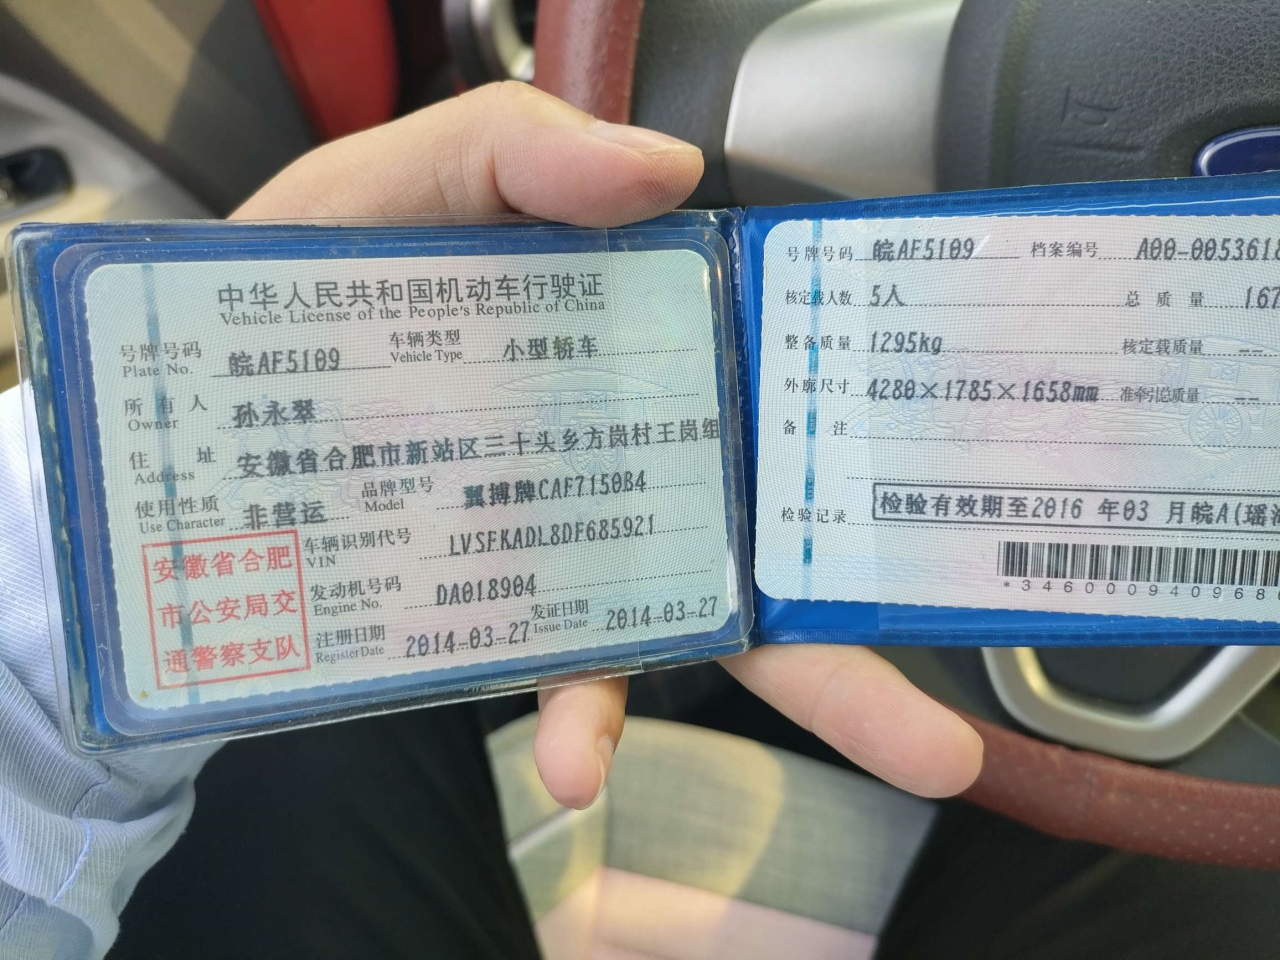 中华人民共和国机动车行驶证
Vehicle License of the People's Republic of China
号牌号码 皖AF5109 车辆类型 小型轿车
Plate No. Vehicle Type
所有人 孙永翠
Owner
住址 安徽省合肥市新站区三十头乡方岗村王岗组
Address
使用性质 非营运 品牌型号 翼搏牌CAF7150B4
Use Character Model
车辆识别代号 LVSFKADL8DF685921
VIN
发动机号码 DA018904
Engine No.
注册日期 2014-03-27 发证日期 2014-03-27
Register Date Issue Date
安徽省合肥
市公安局交
通警察支队
号牌号码 皖AF5109 档案编号 A00-0053618
核定载人数 5人 总质量 167
整备质量 1295kg 核定载质量 --
外廓尺寸 4280×1785×1658mm 准牵引总质量 --
备注
检验记录 检验有效期至2016年03月皖A(瑶
*346000940968